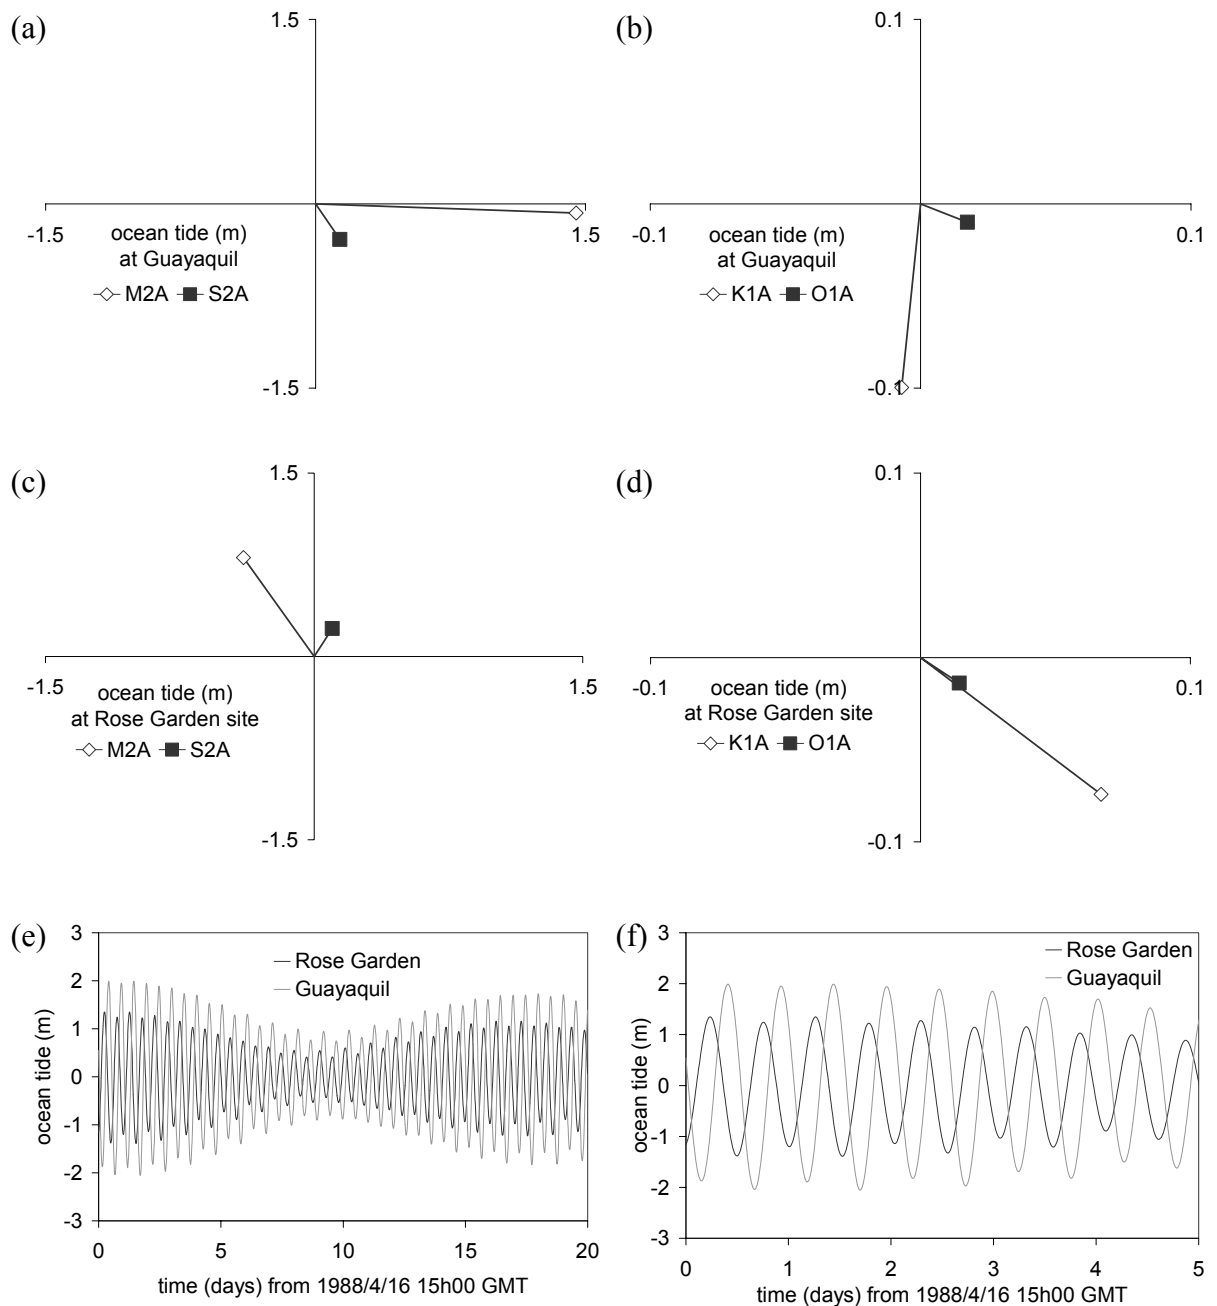 (a)
1.5
-1.5
1.5
ocean tide (m)
at Guayaquil
M2A
S2A
-1.5
(b)
0.1
-0.1
0.1
ocean tide (m)
at Guayaquil
K1A
O1A
-0.1
(c)
1.5
-1.5
1.5
ocean tide (m)
at Rose Garden site
M2A
S2A
-1.5
(d)
0.1
-0.1
0.1
ocean tide (m)
at Rose Garden site
K1A
O1A
-0.1
(e)
3
2
1
0
-1
-2
-3
ocean tide (m)
Rose Garden
Guayaquil
0 5 10 15 20
time (days) from 1988/4/16 15h00 GMT
(f)
3
2
1
0
-1
-2
-3
ocean tide (m)
Rose Garden
Guayaquil
0 1 2 3 4 5
time (days) from 1988/4/16 15h00 GMT